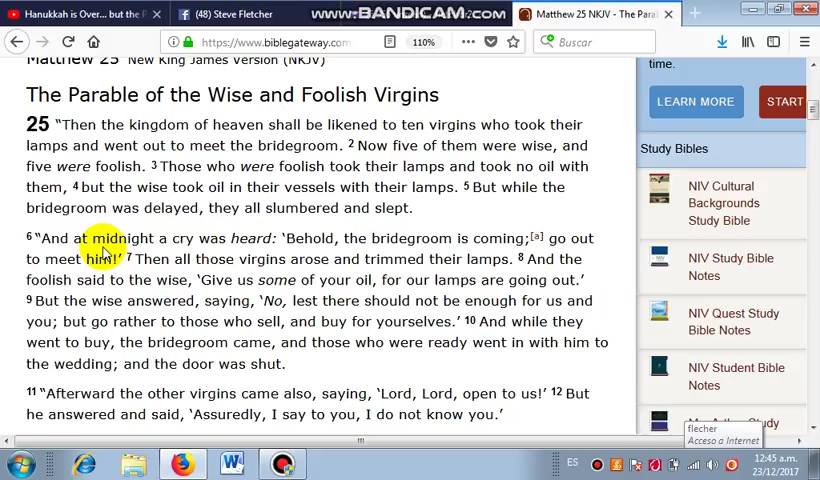 Hanukkah is Over... but the P
(48) Steve Fletcher
WWW.BANDICAM.COM
Matthew 25 NKJV - The Para
https://www.biblegateway.com
110%
Buscar
Matthew 25 New King James Version (NKJV)
The Parable of the Wise and Foolish Virgins
25 “Then the kingdom of heaven shall be likened to ten virgins who took their
lamps and went out to meet the bridegroom. 2 Now five of them were wise, and
five were foolish. 3 Those who were foolish took their lamps and took no oil with
them, 4 but the wise took oil in their vessels with their lamps. 5 But while the
bridegroom was delayed, they all slumbered and slept.
6 “And at midnight a cry was heard: ‘Behold, the bridegroom is coming;[a] go out
to meet him!’ 7 Then all those virgins arose and trimmed their lamps. 8 And the
foolish said to the wise, ‘Give us some of your oil, for our lamps are going out.’
9 But the wise answered, saying, ‘No, lest there should not be enough for us and
you; but go rather to those who sell, and buy for yourselves.’ 10 And while they
went to buy, the bridegroom came, and those who were ready went in with him to
the wedding; and the door was shut.
11 “Afterward the other virgins came also, saying, ‘Lord, Lord, open to us!’ 12 But
he answered and said, ‘Assuredly, I say to you, I do not know you.’
time.
LEARN MORE
START
Study Bibles
NIV Cultural
Backgrounds
Study Bible
NIV Study Bible
Notes
NIV Quest Study
Bible Notes
NIV Student Bible
Notes
Study
flecher
Acceso a Internet
ES
12:45 a.m.
23/12/2017